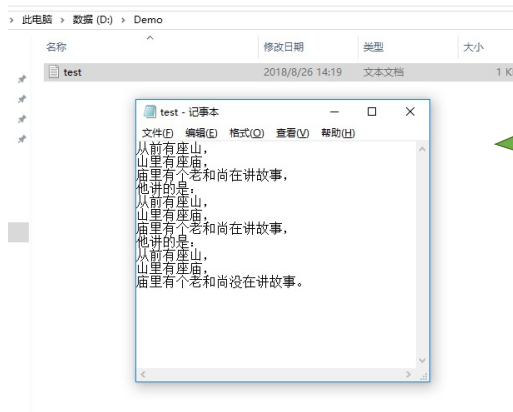 此电脑 > 数据 (D:) > Demo
名称 修改日期 类型 大小
test 2018/8/26 14:19 文本文档 1 K
test - 记事本
文件(F) 编辑(E) 格式(O) 查看(V) 帮助(H)
从前有座山，
山里有座庙，
庙里有个老和尚在讲故事，
他讲的是：
从前有座山，
山里有座庙，
庙里有个老和尚在讲故事，
他讲的是：
从前有座山，
山里有座庙，
庙里有个老和尚没在讲故事。